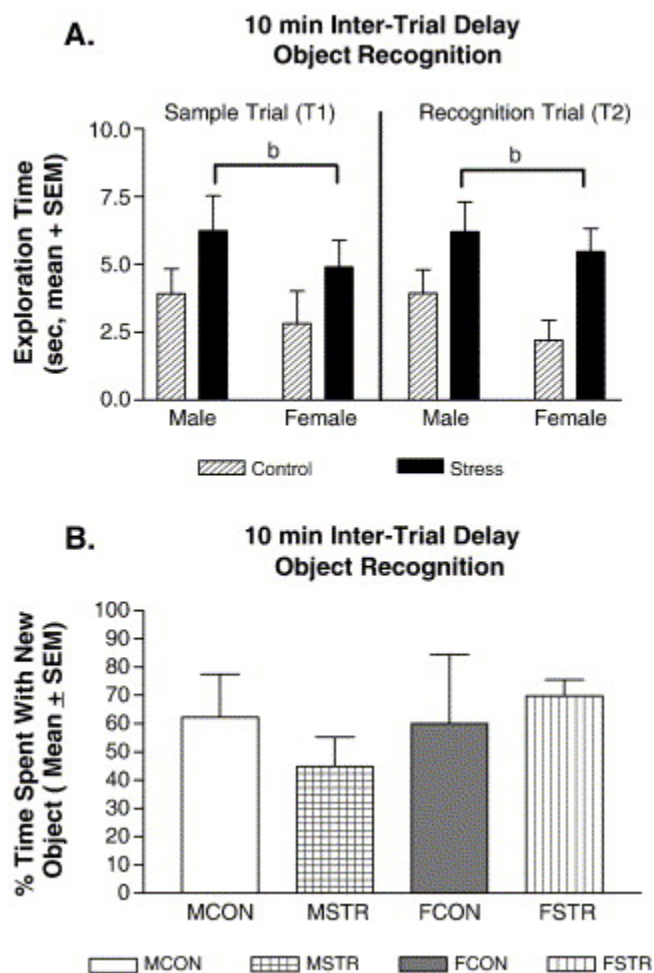 A.
10 min Inter-Trial Delay
Object Recognition
Sample Trial (T1)
Recognition Trial (T2)
Exploration Time
(sec, mean + SEM)
10.0
7.5
5.0
2.5
0.0
b
b
Male
Female
Male
Female
Control
Stress
B.
10 min Inter-Trial Delay
Object Recognition
% Time Spent With New
Object ( Mean ± SEM)
100
90
80
70
60
50
40
30
20
10
0
MCON
MSTR
FCON
FSTR
MCON
MSTR
FCON
FSTR